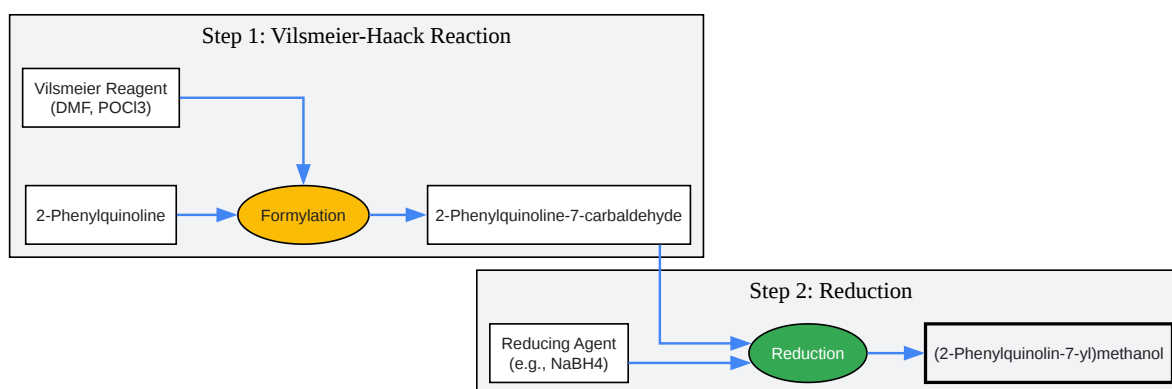 Step 1: Vilsmeier-Haack Reaction
Vilsmeier Reagent
(DMF, POCl3)
2-Phenylquinoline
Formylation
2-Phenylquinoline-7-carbaldehyde
Step 2: Reduction
Reducing Agent
(e.g., NaBH4)
Reduction
(2-Phenylquinolin-7-yl)methanol